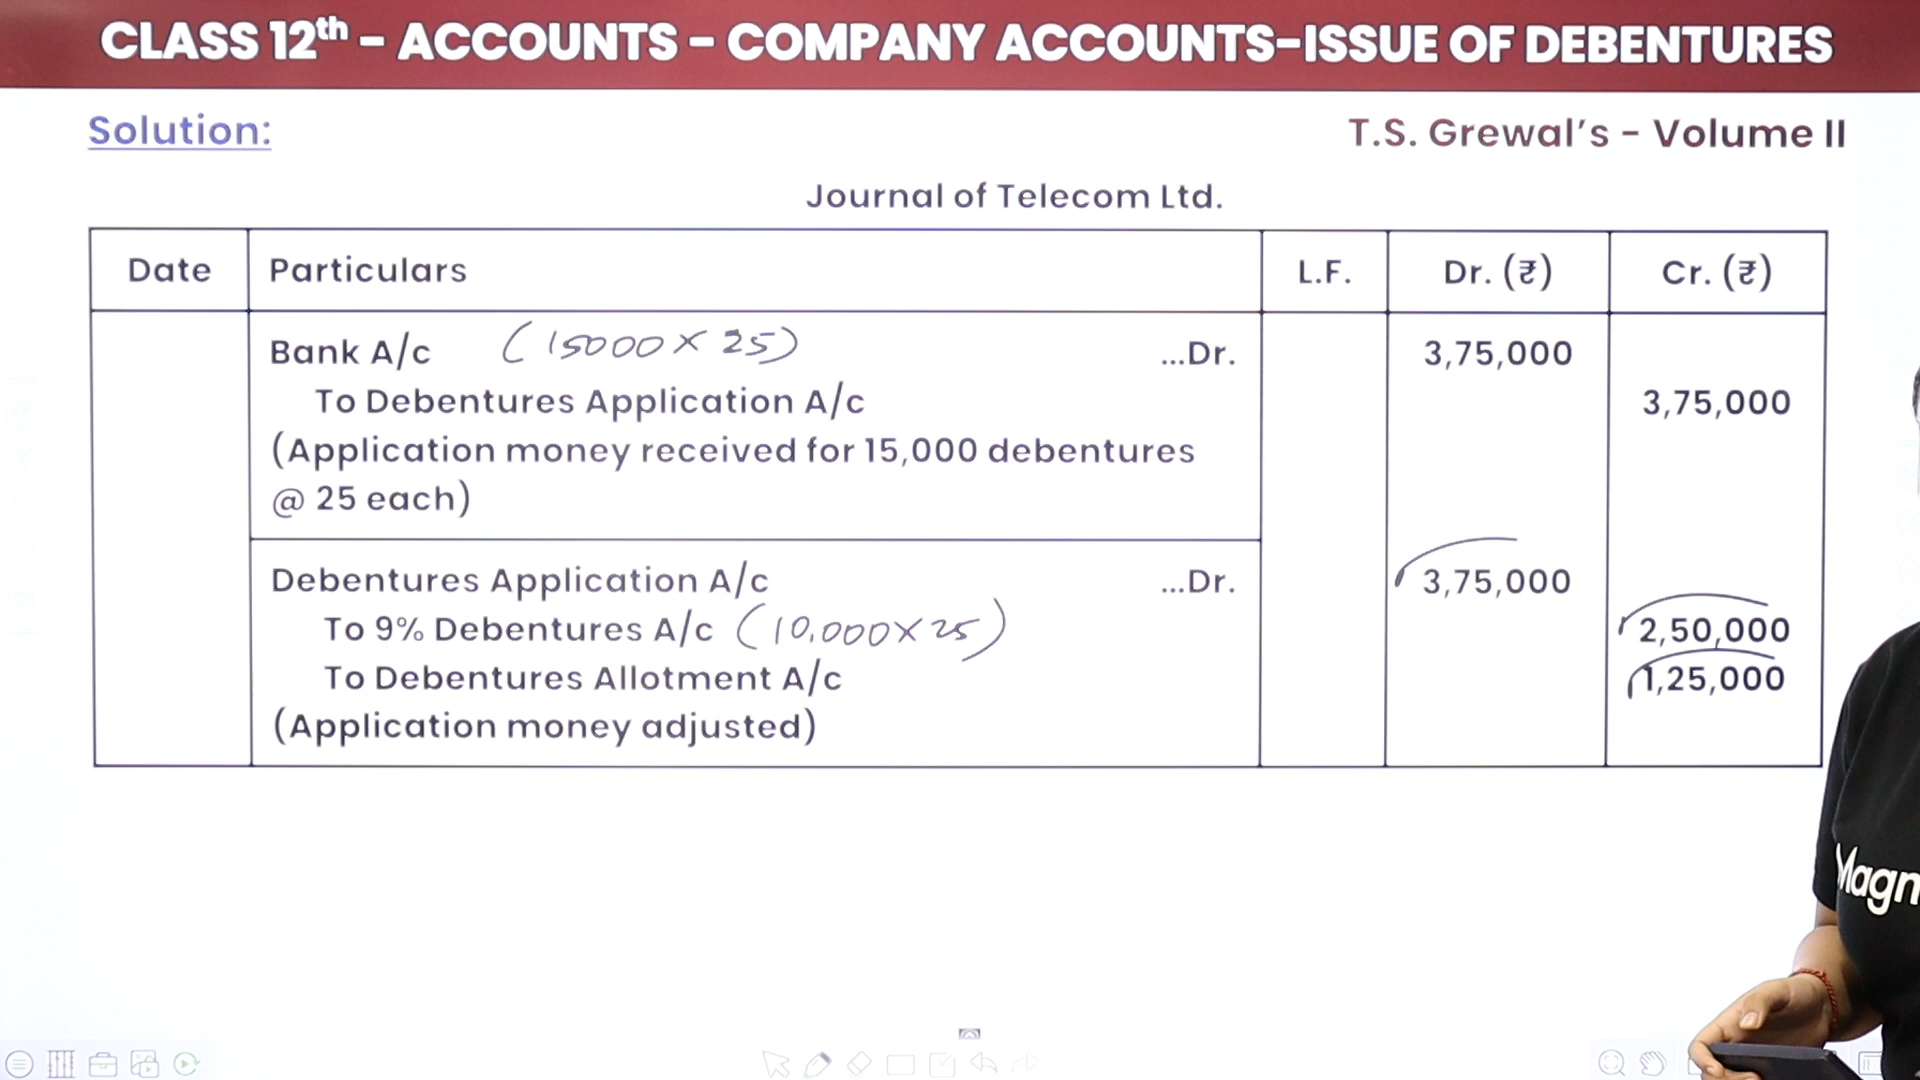 CLASS 12th - ACCOUNTS - COMPANY ACCOUNTS-ISSUE OF DEBENTURES
Solution:
T.S. Grewal's - Volume II
Journal of Telecom Ltd.
Date Particulars L.F. Dr. (₹) Cr. (₹)
Bank A/c (15000 × 25) ...Dr. 3,75,000
To Debentures Application A/c 3,75,000
(Application money received for 15,000 debentures
@ 25 each)
Debentures Application A/c ...Dr. 3,75,000
To 9% Debentures A/c (10,000 × 25) 2,50,000
To Debentures Allotment A/c 1,25,000
(Application money adjusted)
Magn